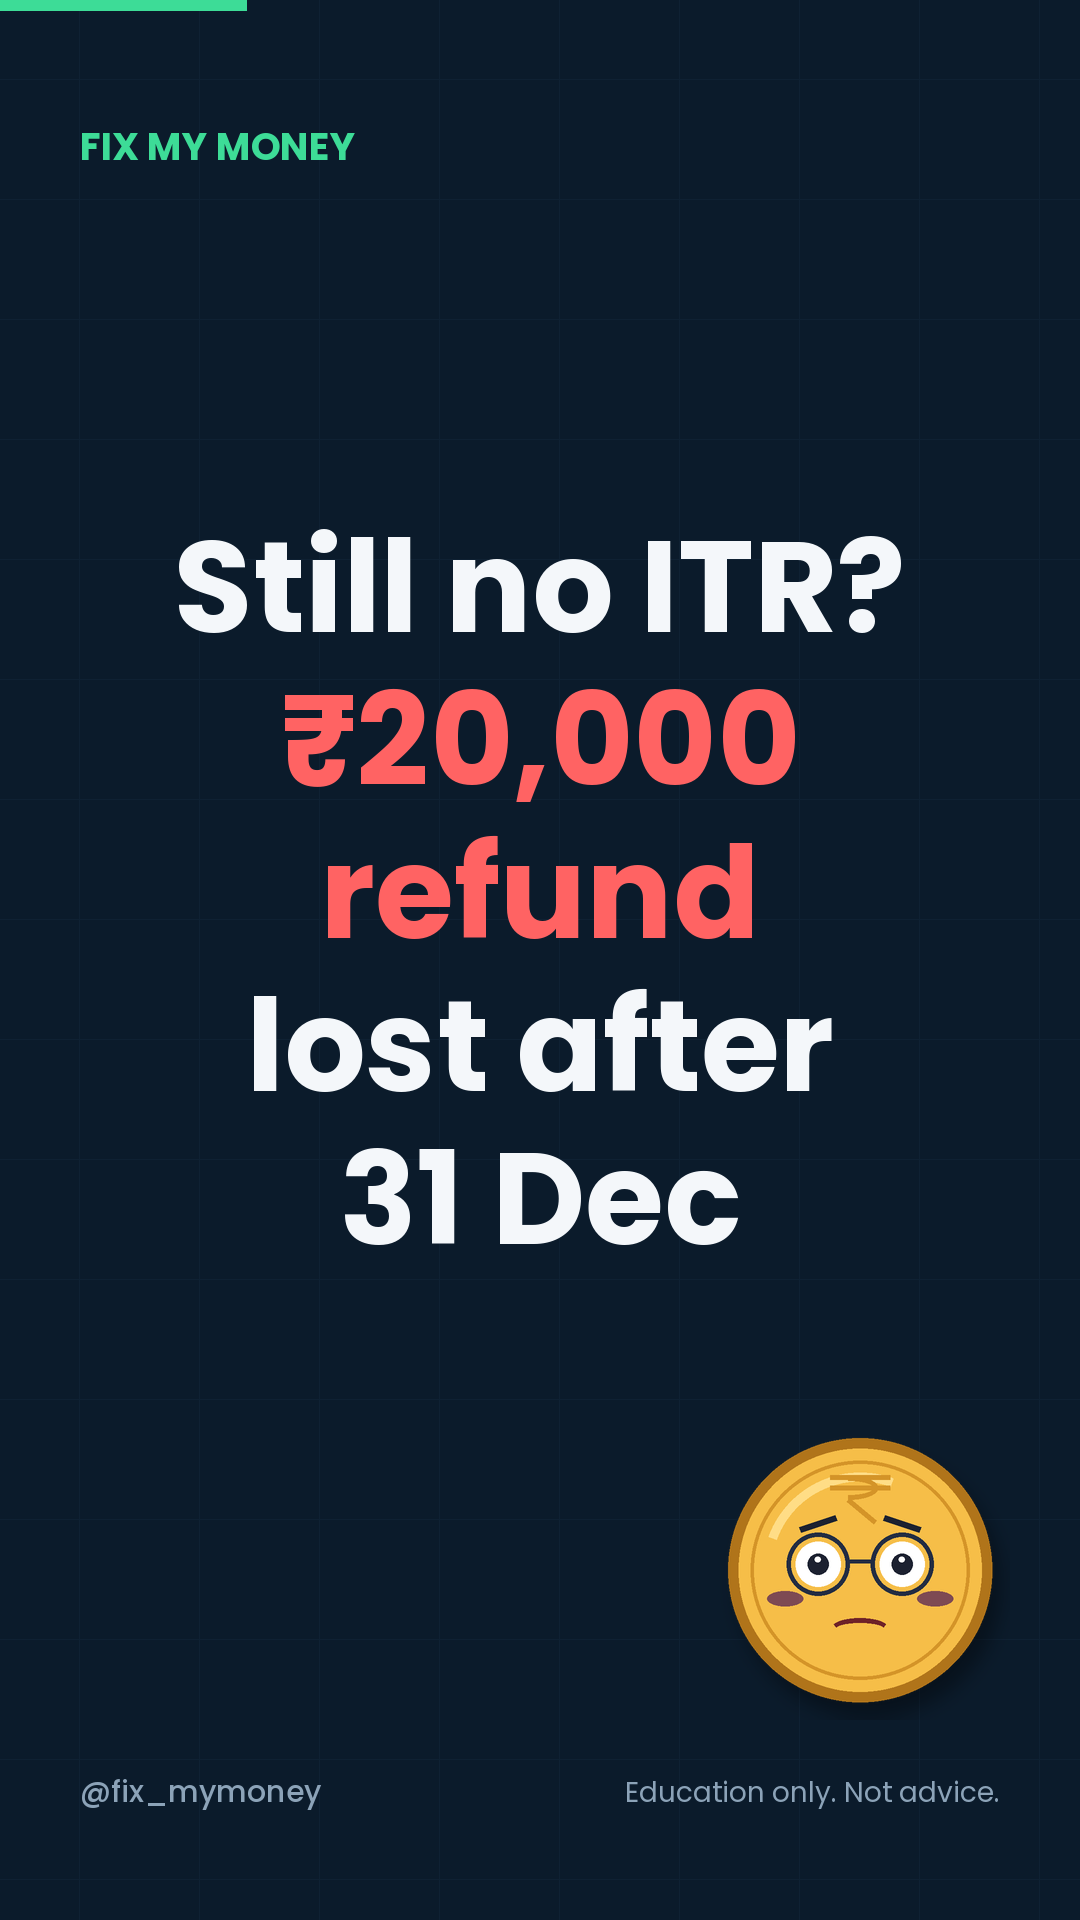 FIX MY MONEY
Still no ITR?
₹20,000
refund
lost after
31 Dec
₹
@fix_mymoney
Education only. Not advice.